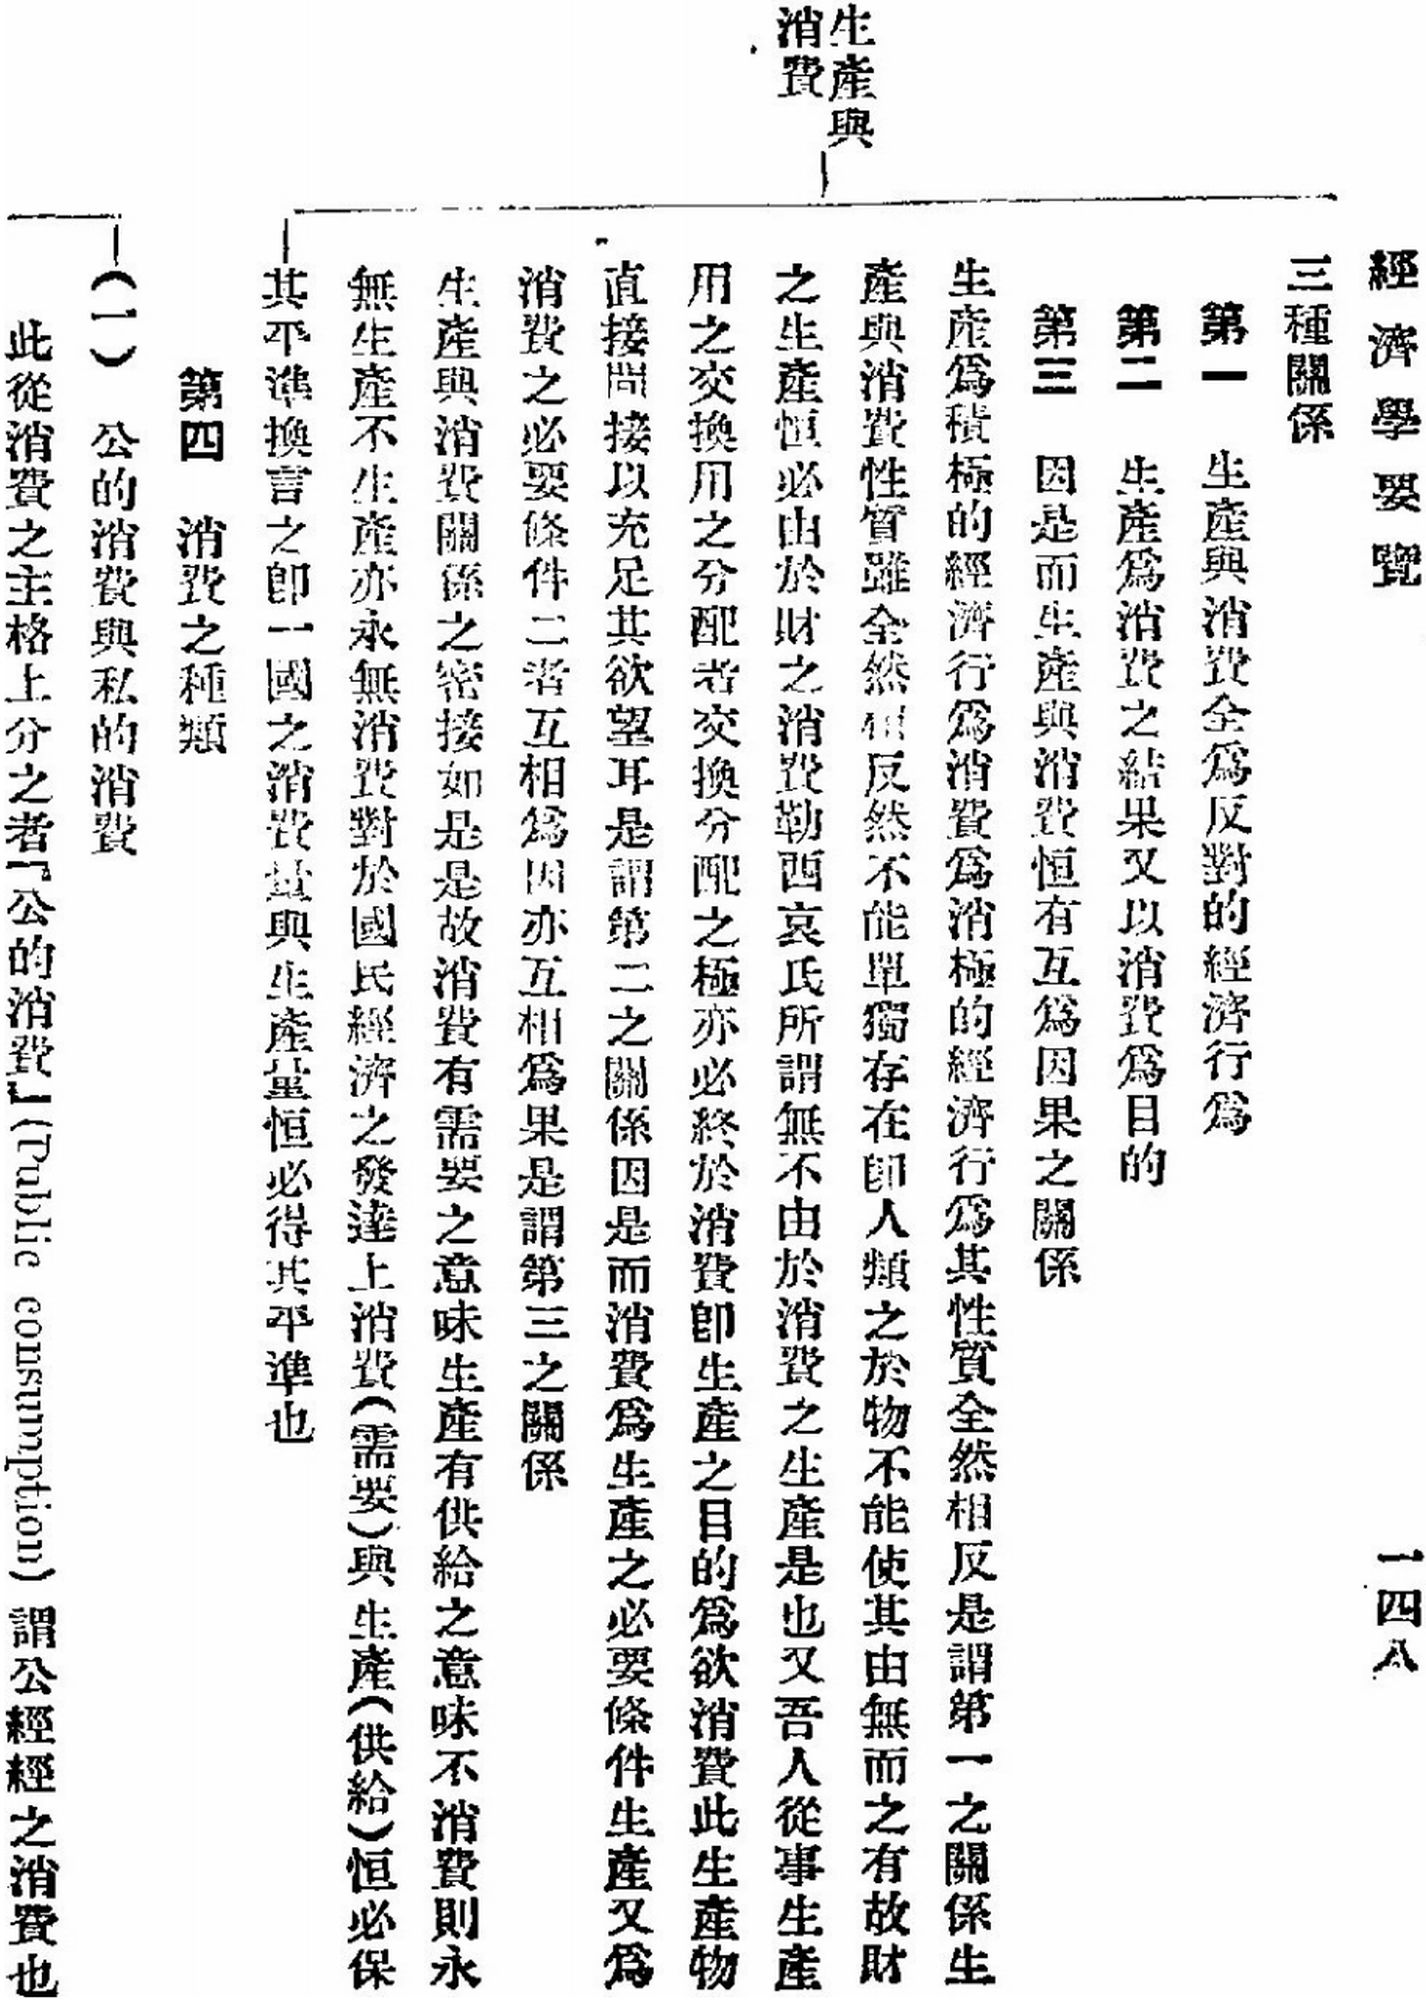 經濟學要覽
一四八
生產與
消費
三種關係
第一　生產與消費全爲反對的經濟行爲
第二　生產爲消費之結果又以消費爲目的
第三　因是而生產與消費恒有互爲因果之關係
生產爲積極的經濟行爲消費爲消極的經濟行爲其性質全然相反是謂第一之關係生
產與消費性質雖全然相反然不能單獨存在卽人類之於物不能使其由無而之有故財
之生產恒必由於財之消費勒西哀氏所謂無不由於消費之生產是也又吾人從事生產
用之交換用之分配者交換分配之極亦必終於消費卽生產之目的爲欲消費此生產物
直接間接以充足其欲望耳是謂第二之關係因是而消費爲生產之必要條件生產又爲
消費之必要條件二者互相爲因亦互相爲果是謂第三之關係
生產與消費關係之密接如是是故消費有需要之意味生產有供給之意味不消費則永
無生產不生產亦永無消費對於國民經濟之發達上消費(需要)與生產(供給)恒必保
其平準換言之卽一國之消費量與生產量恒必得其平準也
第四　消費之種類
(一)　公的消費與私的消費
此從消費之主格上分之者『公的消費』(Public consumption)謂公經經之消費也